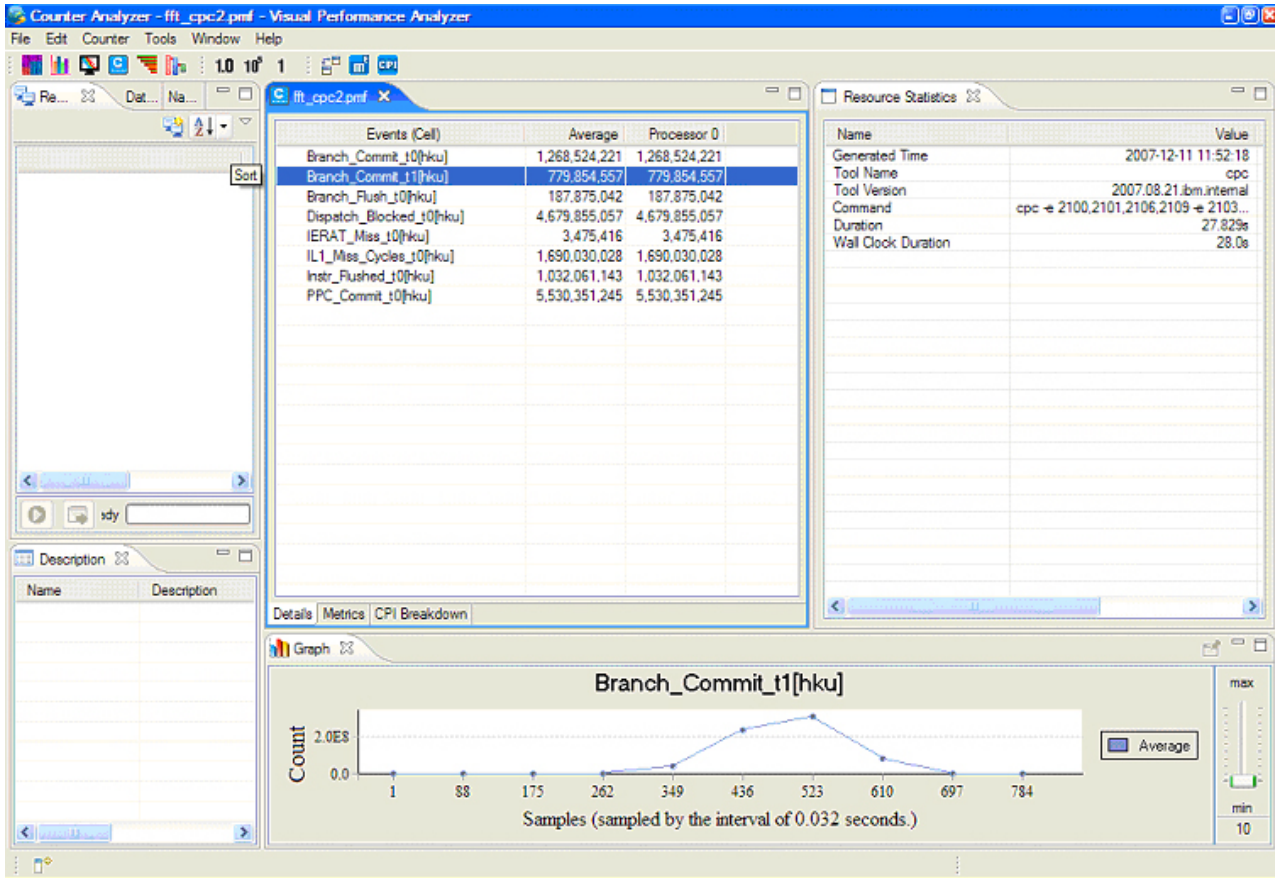 Counter Analyzer - fft_cpc2.pmf - Visual Performance Analyzer
File Edit Counter Tools Window Help
1.0 10⁵ 1 CPI
Re... Dat... Na...
Sort
sdy
Description
Name Description
fft_cpc2.pmf
Events (Cell) Average Processor 0
Branch_Commit_t0[hku] 1,268,524,221 1,268,524,221
Branch_Commit_t1[hku] 779,854,557 779,854,557
Branch_Flush_t0[hku] 187,875,042 187,875,042
Dispatch_Blocked_t0[hku] 4,679,855,057 4,679,855,057
IERAT_Miss_t0[hku] 3,475,416 3,475,416
IL1_Miss_Cycles_t0[hku] 1,690,030,028 1,690,030,028
Instr_Flushed_t0[hku] 1,032,061,143 1,032,061,143
PPC_Commit_t0[hku] 5,530,351,245 5,530,351,245
Details Metrics CPI Breakdown
Resource Statistics
Name Value
Generated Time 2007-12-11 11:52:18
Tool Name cpc
Tool Version 2007.08.21.ibm.internal
Command cpc -e 2100,2101,2106,2109 -e 2103...
Duration 27.829s
Wall Clock Duration 28.0s
Graph
Branch_Commit_t1[hku]
Count
2.0E8
0.0
1 88 175 262 349 436 523 610 697 784
Samples (sampled by the interval of 0.032 seconds.)
Average
max
min
10